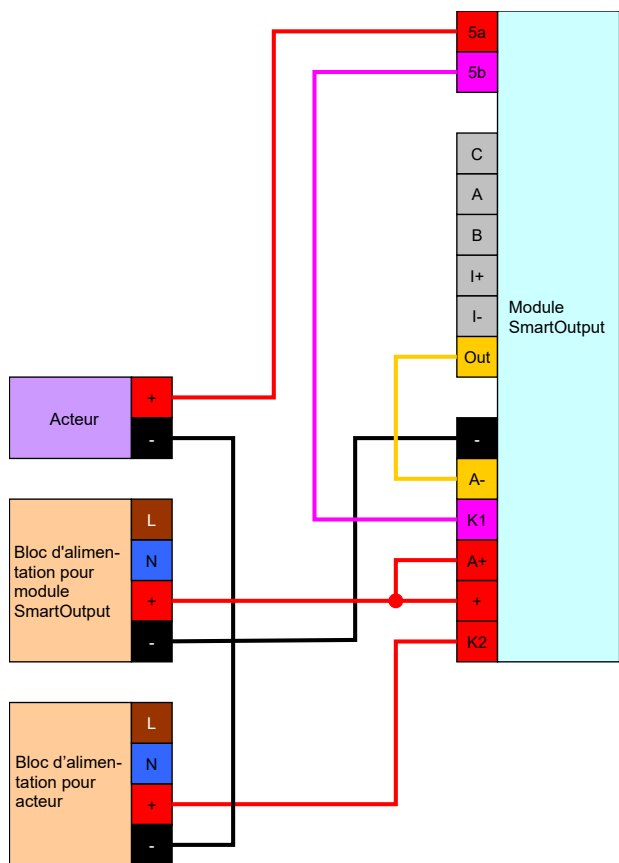 5a
5b
C
A
B
I+
I-
Out
-
A-
K1
A+
+
K2
Module
SmartOutput
Acteur
+
-
Bloc d'alimen-
tation pour
module
SmartOutput
L
N
+
-
Bloc d’alimen-
tation pour
acteur
L
N
+
-